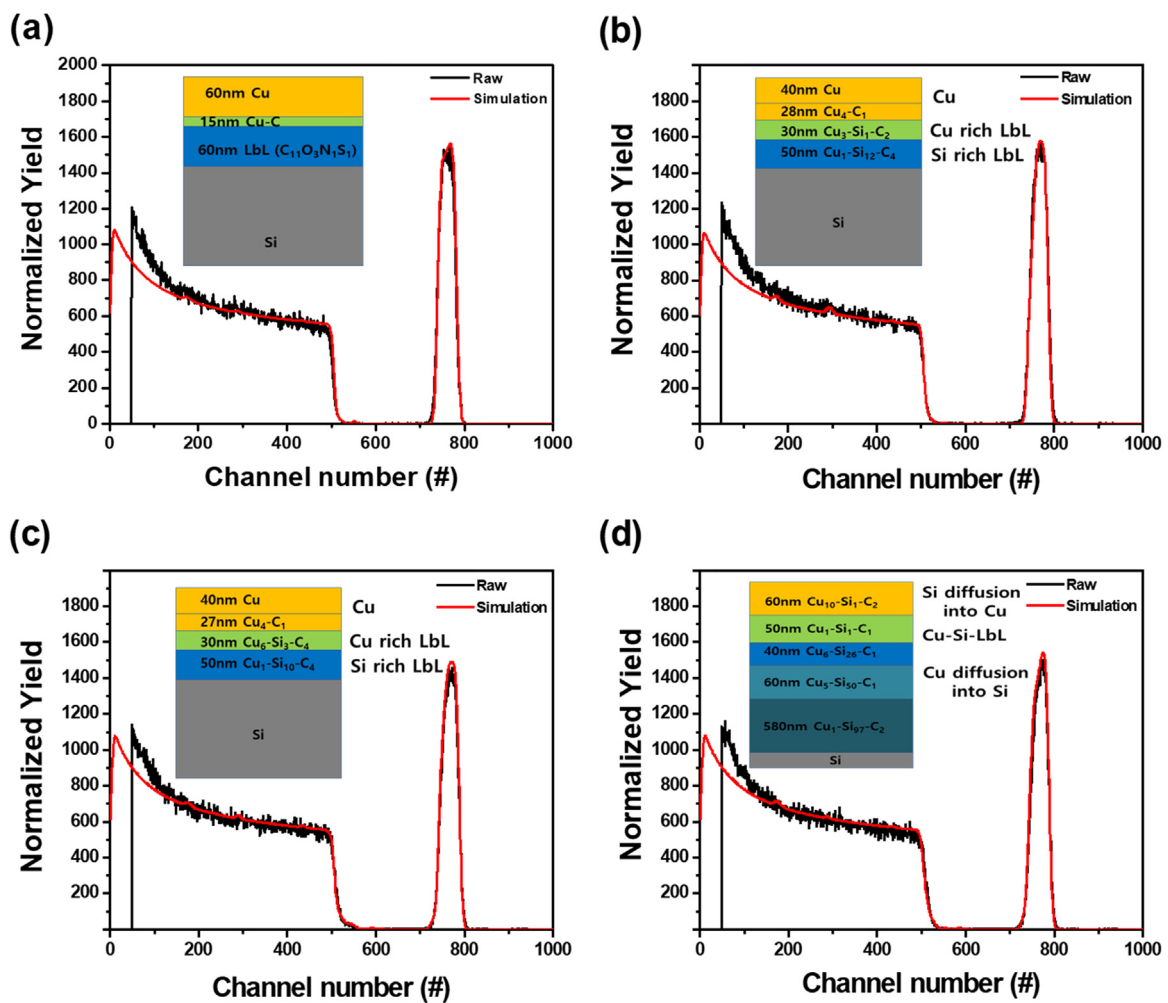 (a)
2000
1800
1600
1400
1200
1000
800
600
400
200
0
Normalized Yield
60nm Cu
15nm Cu-C
60nm LbL (C₁₁O₃N₁S₁)
Si
Raw
Simulation
0 200 400 600 800 1000
Channel number (#)
(b)
1800
1600
1400
1200
1000
800
600
400
200
Normalized Yield
40nm Cu
28nm Cu₄-C₁
30nm Cu₃-Si₁-C₂
50nm Cu₁-Si₁₂-C₄
Si
Cu
Cu rich LbL
Si rich LbL
Raw
Simulation
0 200 400 600 800 1000
Channel number (#)
(c)
1800
1600
1400
1200
1000
800
600
400
200
Normalized Yield
40nm Cu
27nm Cu₄-C₁
30nm Cu₆-Si₃-C₄
50nm Cu₁-Si₁₀-C₄
Si
Cu
Cu rich LbL
Si rich LbL
Raw
Simulation
0 200 400 600 800 1000
Channel number (#)
(d)
1800
1600
1400
1200
1000
800
600
400
200
Normalized Yield
60nm Cu₁₀-Si₁-C₂
50nm Cu₁-Si₁-C₁
40nm Cu₆-Si₂₆-C₁
60nm Cu₅-Si₅₀-C₁
580nm Cu₁-Si₉₇-C₂
Si
Si diffusion
into Cu
Cu-Si-LbL
Cu diffusion
into Si
Raw
Simulation
0 200 400 600 800 1000
Channel number (#)